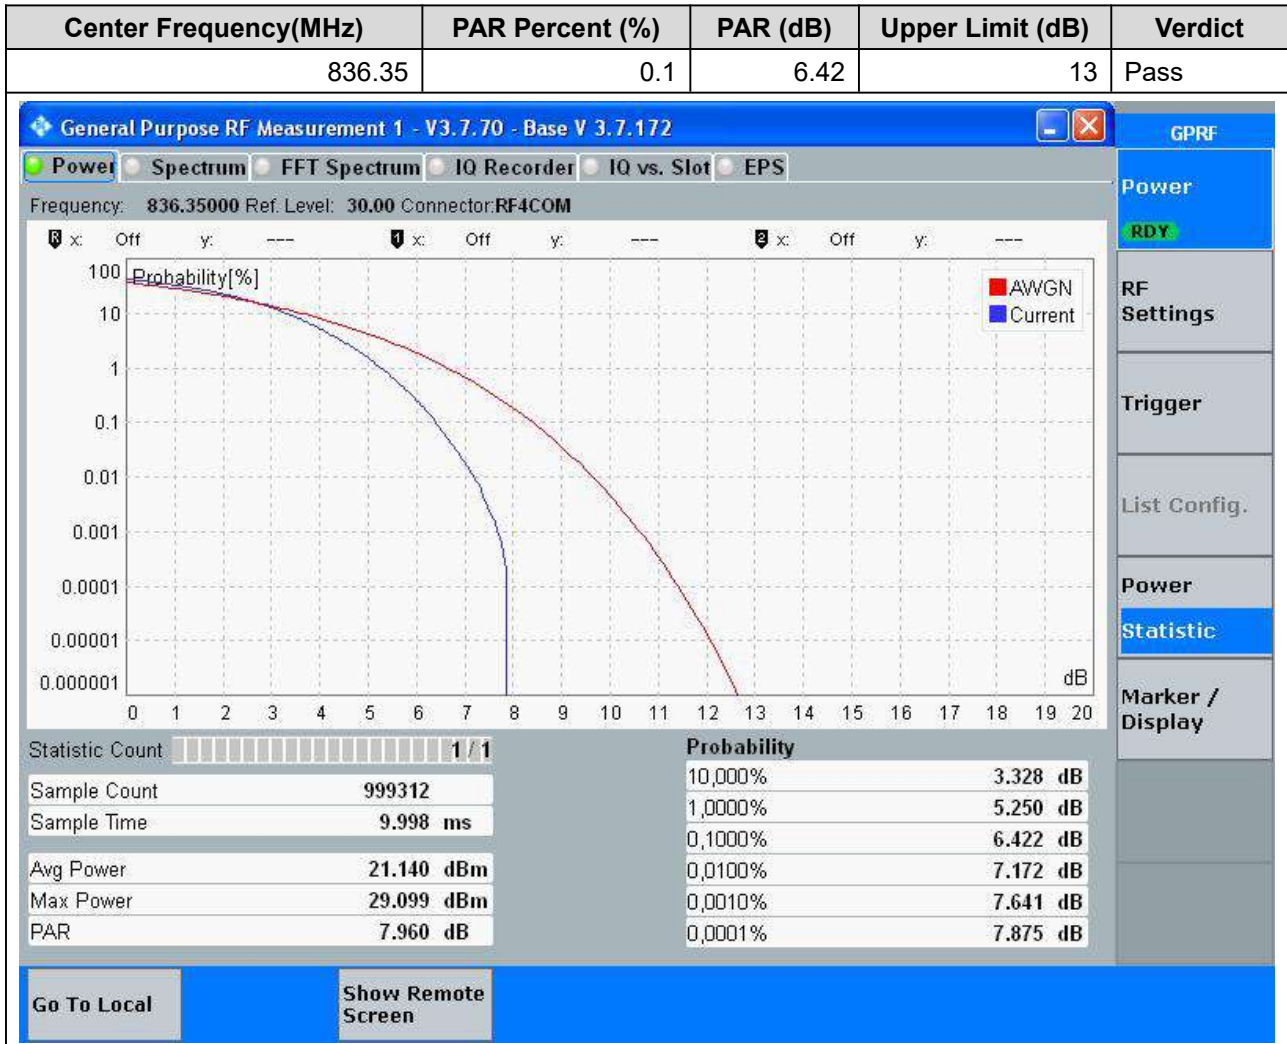 Center Frequency(MHz) PAR Percent (%) PAR (dB) Upper Limit (dB) Verdict
836.35 0.1 6.42 13 Pass
General Purpose RF Measurement 1 - V3.7.70 - Base V 3.7.172
GPRF
Power Spectrum FFT Spectrum IQ Recorder IQ vs. Slot EPS
Frequency: 836.35000 Ref. Level: 30.00 Connector:RF4COM
R x: Off y: --- 1 x: Off y: --- 2 x: Off y: ---
Probability[%]
AWGN
Current
100
10
1
0.1
0.01
0.001
0.0001
0.00001
0.000001
dB
0 1 2 3 4 5 6 7 8 9 10 11 12 13 14 15 16 17 18 19 20
Statistic Count 1 / 1
Sample Count 999312
Sample Time 9.998 ms
Avg Power 21.140 dBm
Max Power 29.099 dBm
PAR 7.960 dB
Probability
10,000% 3.328 dB
1,0000% 5.250 dB
0,1000% 6.422 dB
0,0100% 7.172 dB
0,0010% 7.641 dB
0,0001% 7.875 dB
Power
RDY
RF
Settings
Trigger
List Config.
Power
Statistic
Marker /
Display
Go To Local
Show Remote
Screen